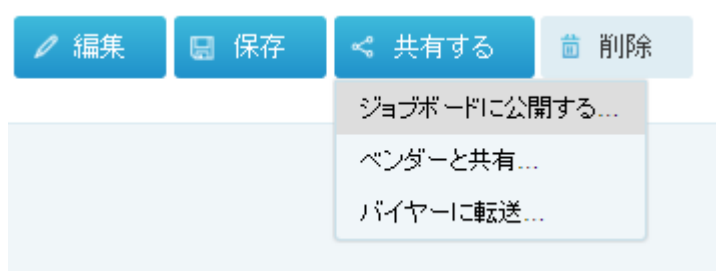 編集 保存 共有する 削除
ジョブボードに公開する...
ベンダーと共有...
バイヤーに転送...